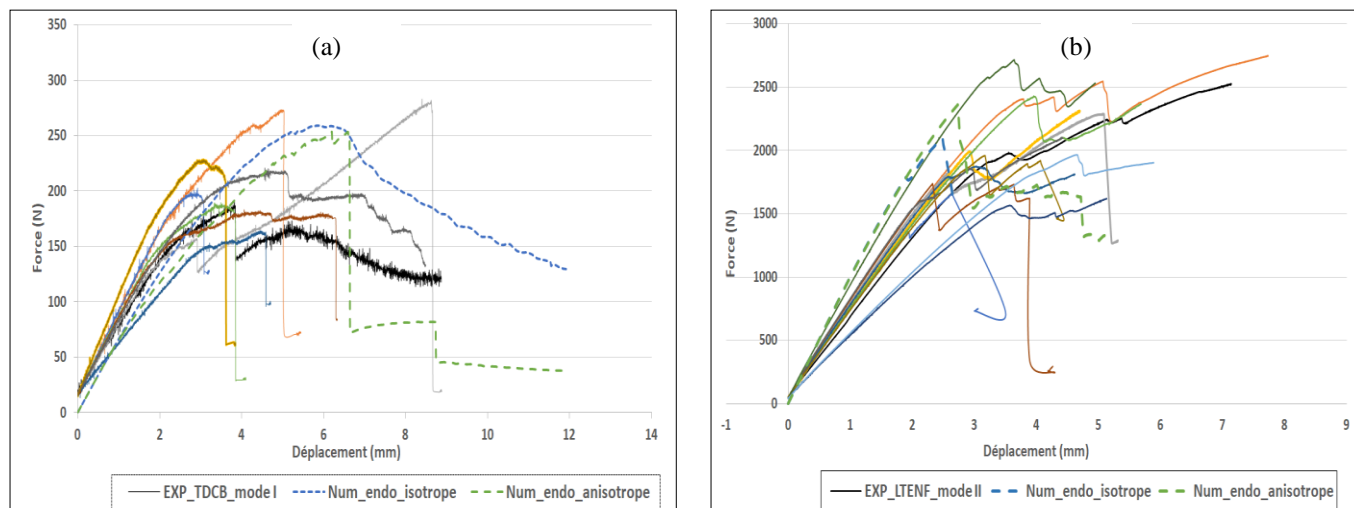 (a)
Force (N)
350
300
250
200
150
100
50
0
0 2 4 6 8 10 12 14
Déplacement (mm)
EXP_TDCB_mode I Num_endo_isotrope Num_endo_anisotrope
(b)
Force (N)
3000
2500
2000
1500
1000
500
0
-1 0 1 2 3 4 5 6 7 8 9
Déplacement (mm)
EXP_LTENF_mode II Num_endo_isotrope Num_endo_anisotrope